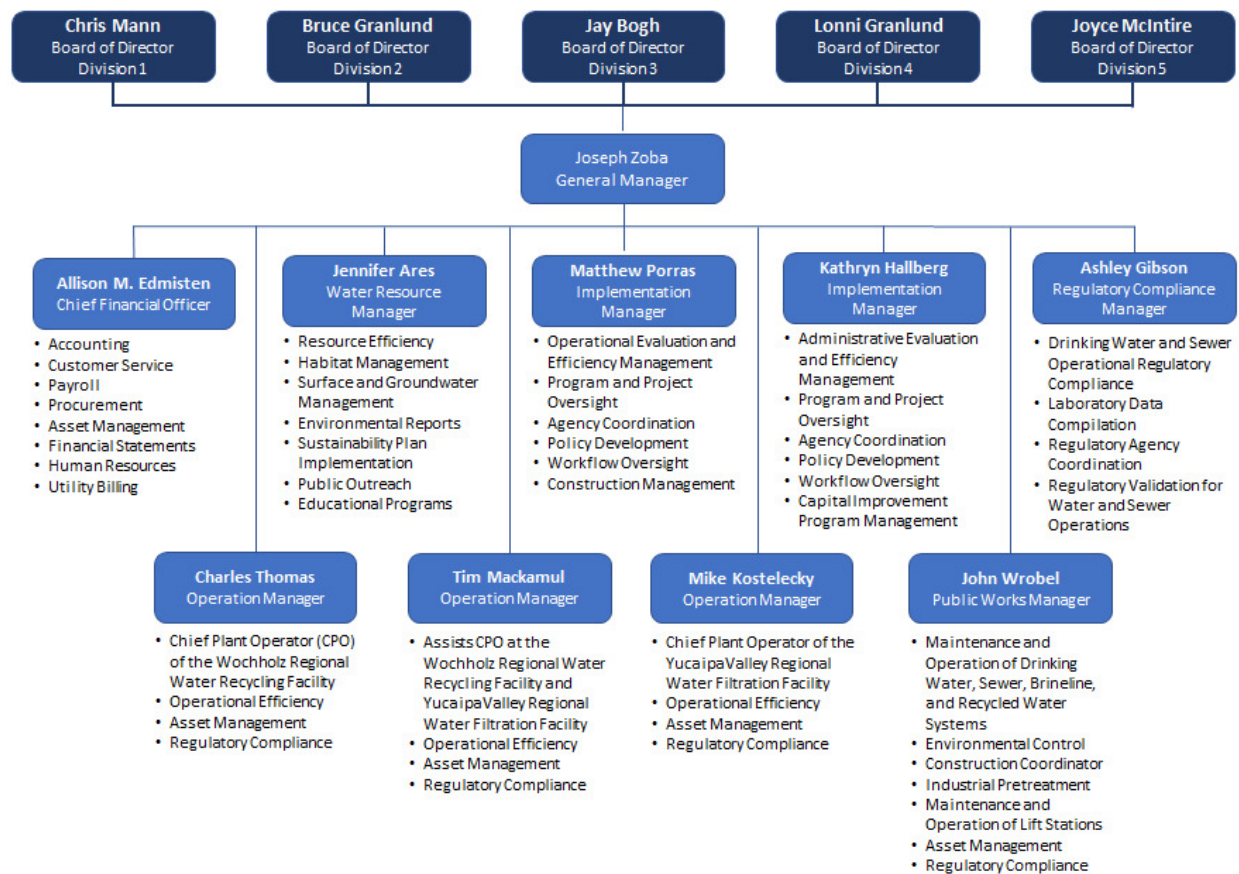 Chris Mann
Board of Director
Division 1
Bruce Granlund
Board of Director
Division 2
Jay Bogh
Board of Director
Division 3
Lonni Granlund
Board of Director
Division 4
Joyce McIntire
Board of Director
Division 5
Joseph Zoba
General Manager
Allison M. Edmisten
Chief Financial Officer
• Accounting
• Customer Service
• Payroll
• Procurement
• Asset Management
• Financial Statements
• Human Resources
• Utility Billing
Jennifer Ares
Water Resource
Manager
• Resource Efficiency
• Habitat Management
• Surface and Groundwater
Management
• Environmental Reports
• Sustainability Plan
Implementation
• Public Outreach
• Educational Programs
Matthew Porras
Implementation
Manager
• Operational Evaluation and
Efficiency Management
• Program and Project
Oversight
• Agency Coordination
• Policy Development
• Workflow Oversight
• Construction Management
Kathryn Hallberg
Implementation
Manager
• Administrative Evaluation
and Efficiency
Management
• Program and Project
Oversight
• Agency Coordination
• Policy Development
• Workflow Oversight
• Capital Improvement
Program Management
Ashley Gibson
Regulatory Compliance
Manager
• Drinking Water and Sewer
Operational Regulatory
Compliance
• Laboratory Data
Compilation
• Regulatory Agency
Coordination
• Regulatory Validation for
Water and Sewer
Operations
Charles Thomas
Operation Manager
• Chief Plant Operator (CPO)
of the Wochholz Regional
Water Recycling Facility
• Operational Efficiency
• Asset Management
• Regulatory Compliance
Tim Mackamul
Operation Manager
• Assists CPO at the
Wochholz Regional Water
Recycling Facility and
Yucaipa Valley Regional
Water Filtration Facility
• Operational Efficiency
• Asset Management
• Regulatory Compliance
Mike Kostelecky
Operation Manager
• Chief Plant Operator of the
Yucaipa Valley Regional
Water Filtration Facility
• Operational Efficiency
• Asset Management
• Regulatory Compliance
John Wrobel
Public Works Manager
• Maintenance and
Operation of Drinking
Water, Sewer, Brineline,
and Recycled Water
Systems
• Environmental Control
• Construction Coordinator
• Industrial Pretreatment
• Maintenance and
Operation of Lift Stations
• Asset Management
• Regulatory Compliance